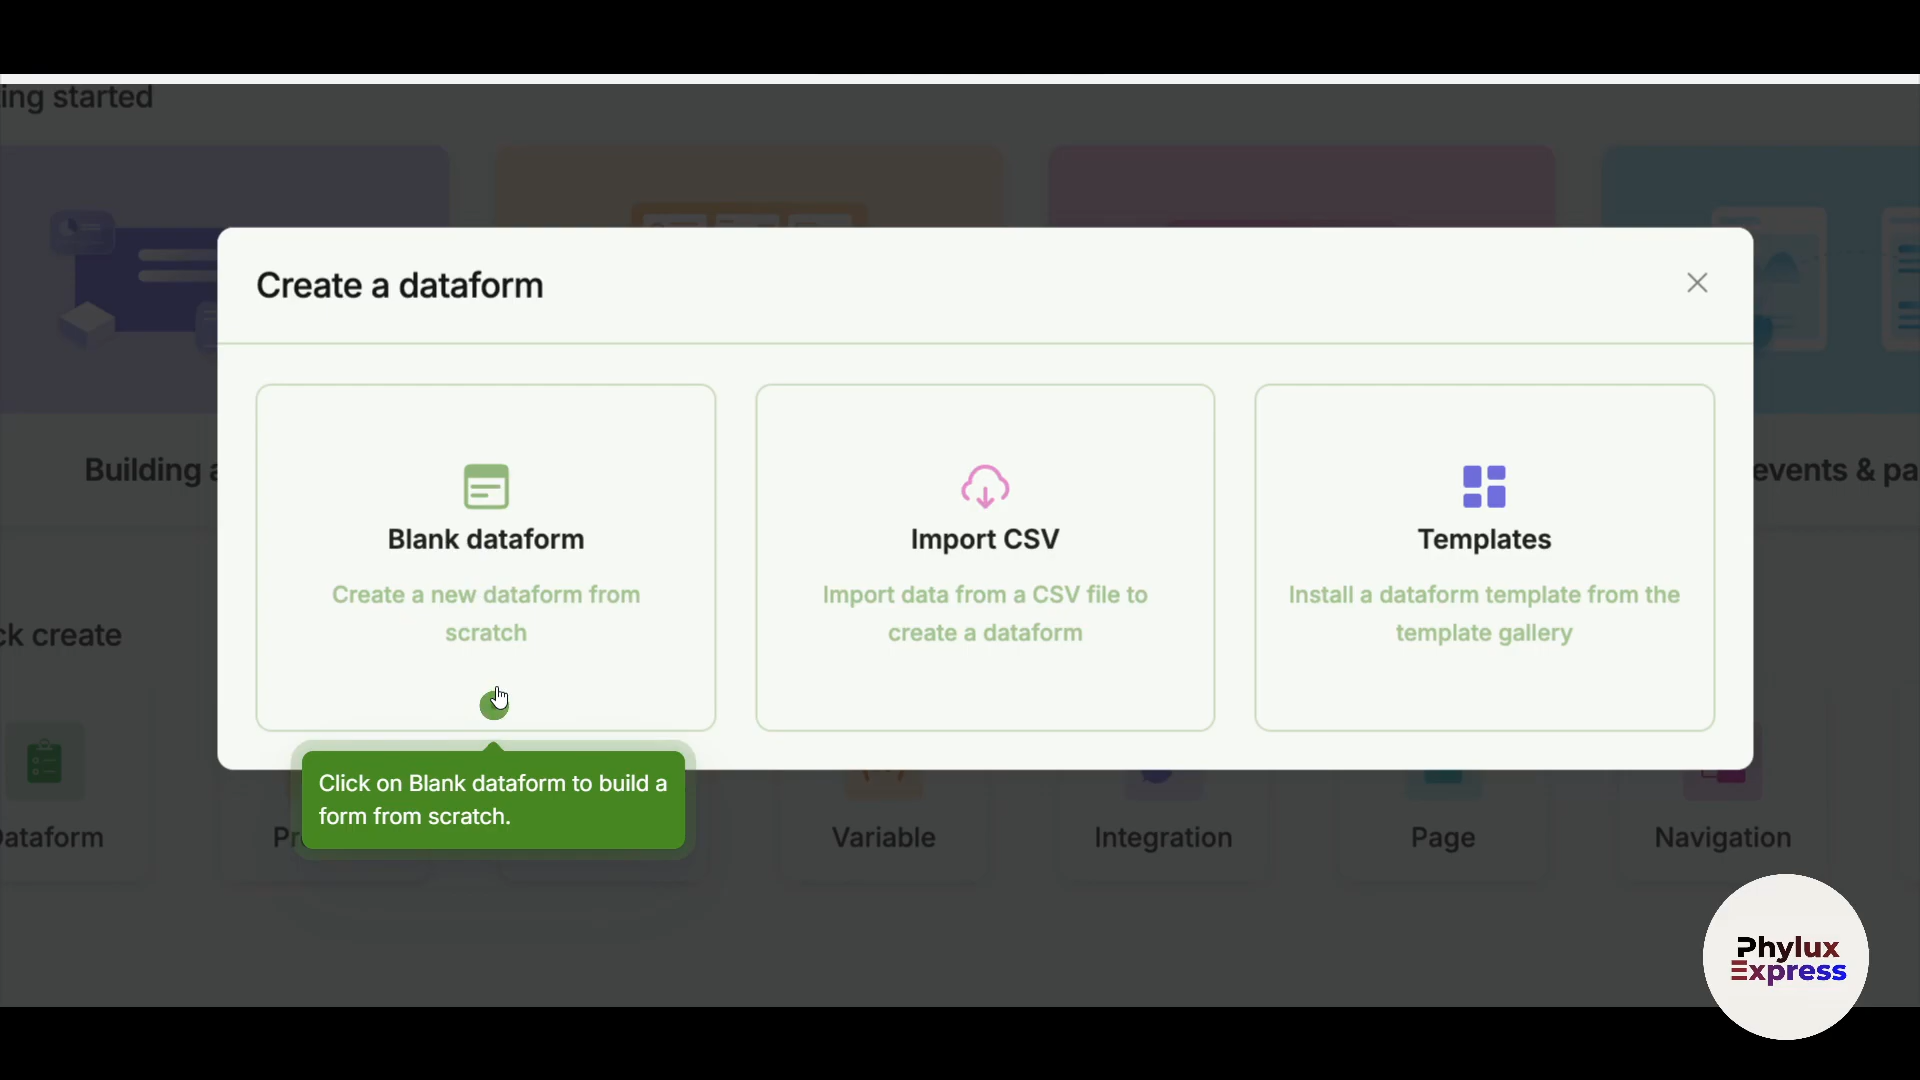 ing started
Create a dataform
Building a
events & pa
Blank dataform
Create a new dataform from
scratch
Import CSV
Import data from a CSV file to
create a dataform
Templates
Install a dataform template from the
template gallery
ck create
Click on Blank dataform to build a
form from scratch.
Dataform
Pr
Variable
Integration
Page
Navigation
Phylux
Express